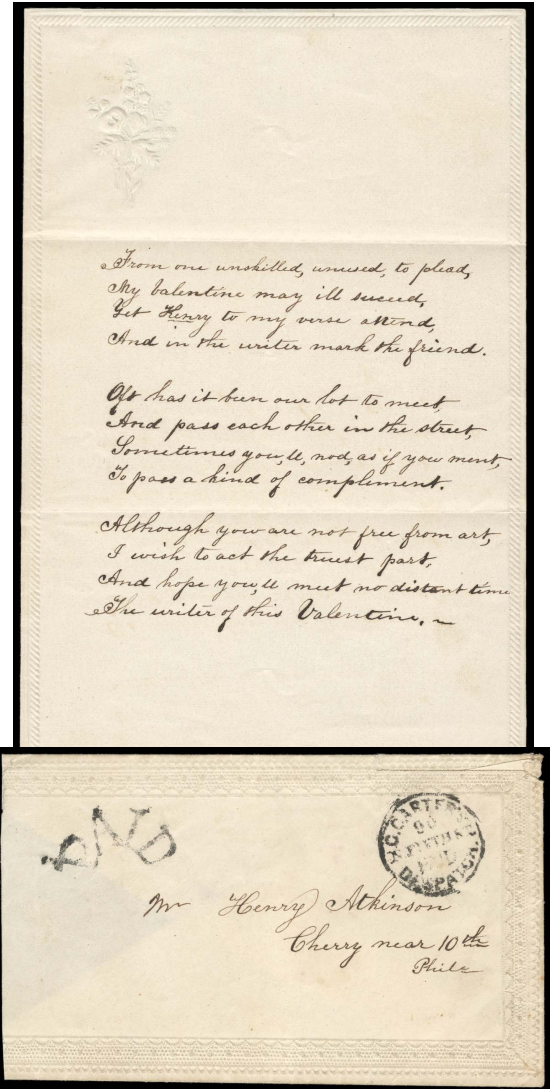 From one unskilled, unused, to plead,
My Valentine may ill suceed,
Yet Henry to my verse attend,
And in the writer mark the friend.
Oft has it been our lot to meet,
And pass each other in the street,
Sometimes you,ll, nod, as if you ment,
To pass a kind of complement.
Although you are not free from art,
I wish to act the truest part,
And hope you,ll meet no distant time
The writer of this Valentine. ~
PAID
H.C. CARTER'S
DESPATCH
Mr Henry Atkinson
Cherry near 10th
Phila